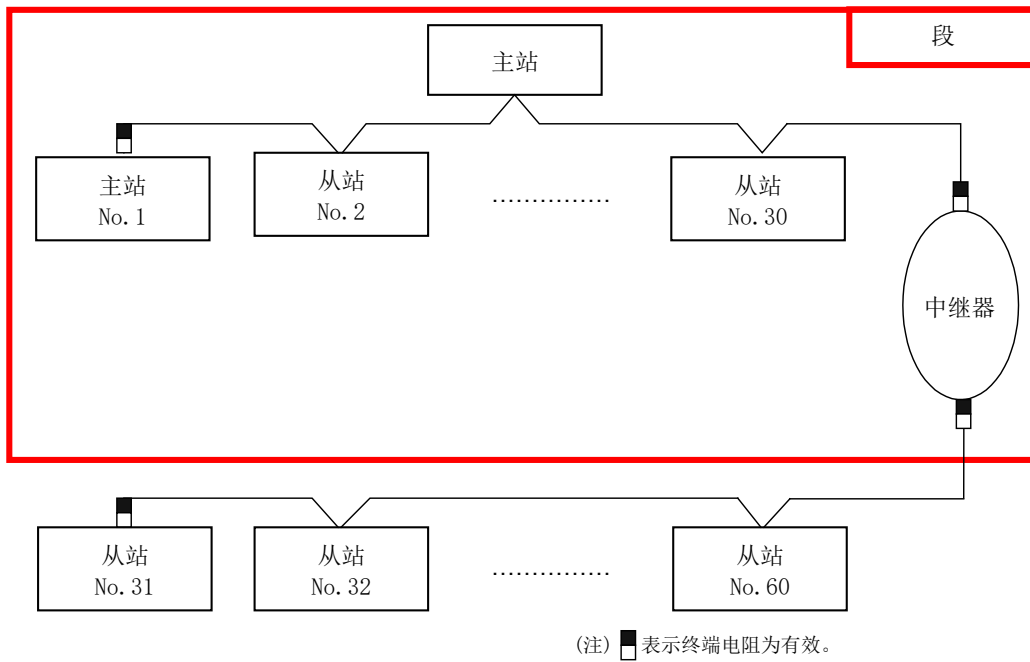 段
主站
主站
No.1
从站
No.2
……………
从站
No.30
中继器
从站
No.31
从站
No.32
……………
从站
No.60
(注) 表示终端电阻为有效。